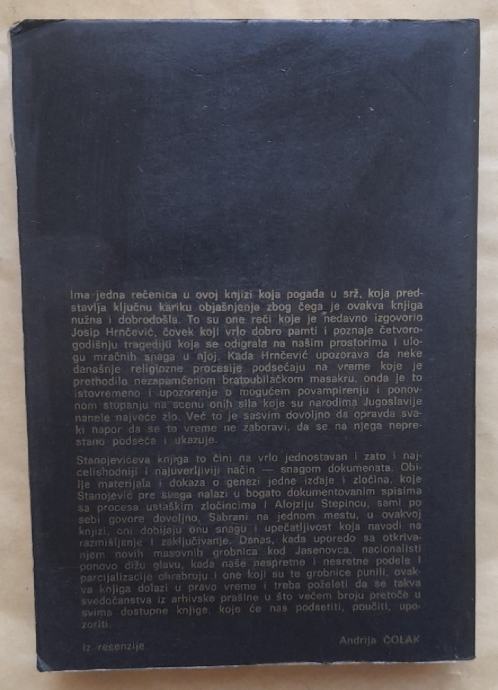 Ima jedna rečenica u ovoj knjizi koja pogađa u srž, koja pred-
stavlja ključnu kariku objašnjenja zbog čega je ovakva knjiga
nužna i dobrodošla. To su one reči koje je nedavno izgovorio
Josip Hrnčević, čovek koji vrlo dobro pamti i poznaje četvoro-
godišnju tragediju koja se odigrala na našim prostorima i ulo-
gu mračnih snaga u njoj. Kada Hrnčević upozorava da neke
današnje religiozne procesije podsećaju na vreme koje je
prethodilo nezapamćenom bratoubilačkom masakru, onda je to
istovremeno i upozorenje o mogućem povampirenju i ponov-
nom stupanju na scenu onih sila koje su narodima Jugoslavije
nanele najveće zlo. Već to je sasvim dovoljno da opravda sva-
ki napor da se to vreme ne zaboravi, da se na njega nepre-
stano podseća i ukazuje.
Stanojevićeva knjiga to čini na vrlo jednostavan i zato i naj-
celishodniji i najuverljiviji način — snagom dokumenata. Obi-
lje materijala i dokaza o genezi jedne izdaje i zločina, koje
Stanojević pre svega nalazi u bogato dokumentovanim spisima
sa procesa ustaškim zločincima i Alojziju Stepincu, sami po
sebi govore dovoljno. Sabrani na jednom mestu, u ovakvoj
knjizi, oni dobijaju onu snagu i upečatljivost koja navodi na
razmišljanje i zaključivanje. Danas, kada uporedo sa otkriva-
njem novih masovnih grobnica kod Jasenovca, nacionalisti
ponovo dižu glavu, kada naše nespretne i nesretne podele i
parcijalizacije ohrabruju i one koji su te grobnice punili, ovak-
va knjiga dolazi u pravo vreme i treba poželeti da se takva
svedočanstva iz arhivske prašine u što većem broju pretoče u
svima dostupne knjige, koje će nas podsetiti, poučiti, upo-
zoriti.
Iz recenzije
Andrija ČOLAK